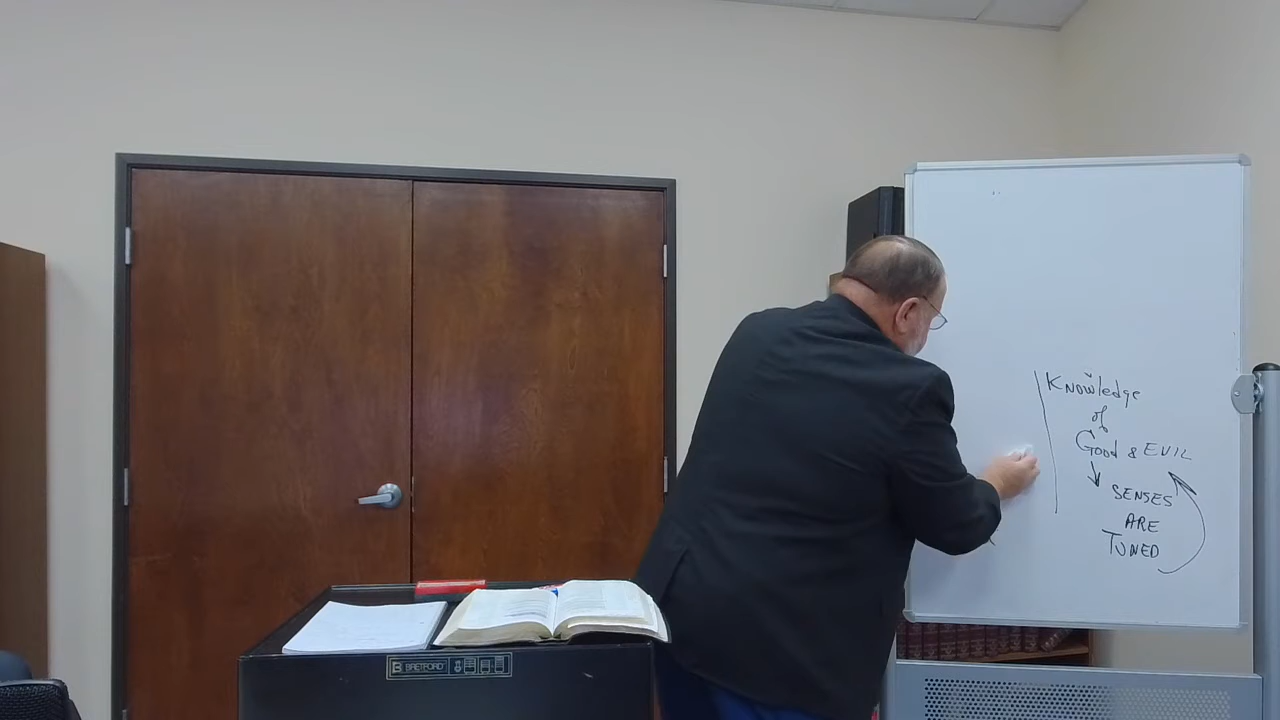 Knowledge
of
Good & EVIL
SENSES
ARE
TUNED
BRETFORD